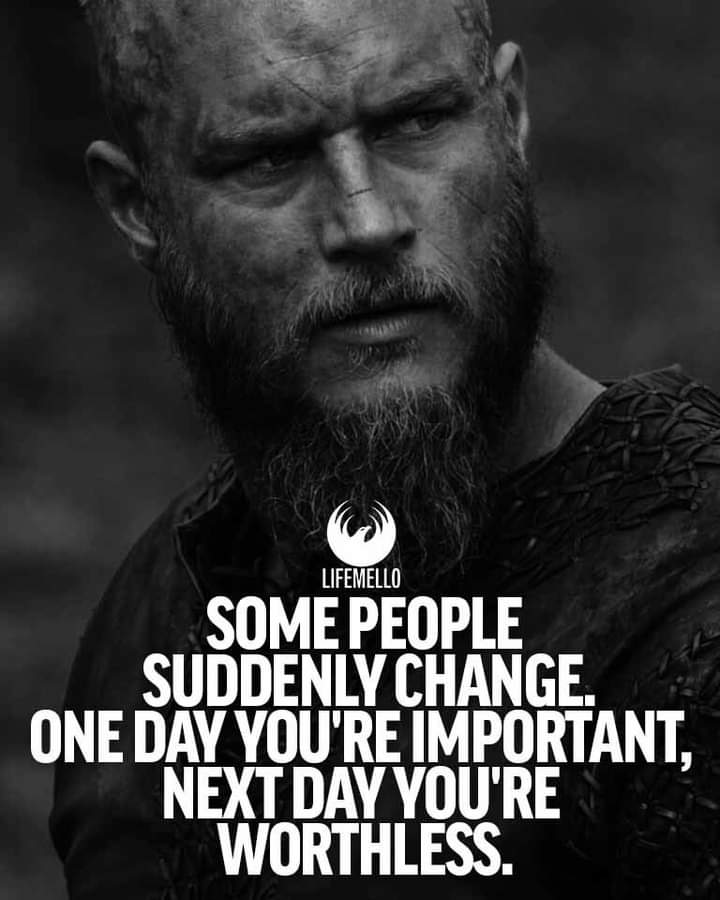 LIFEMELLO
SOME PEOPLE
SUDDENLY CHANGE.
ONE DAY YOU'RE IMPORTANT,
NEXT DAY YOU'RE
WORTHLESS.